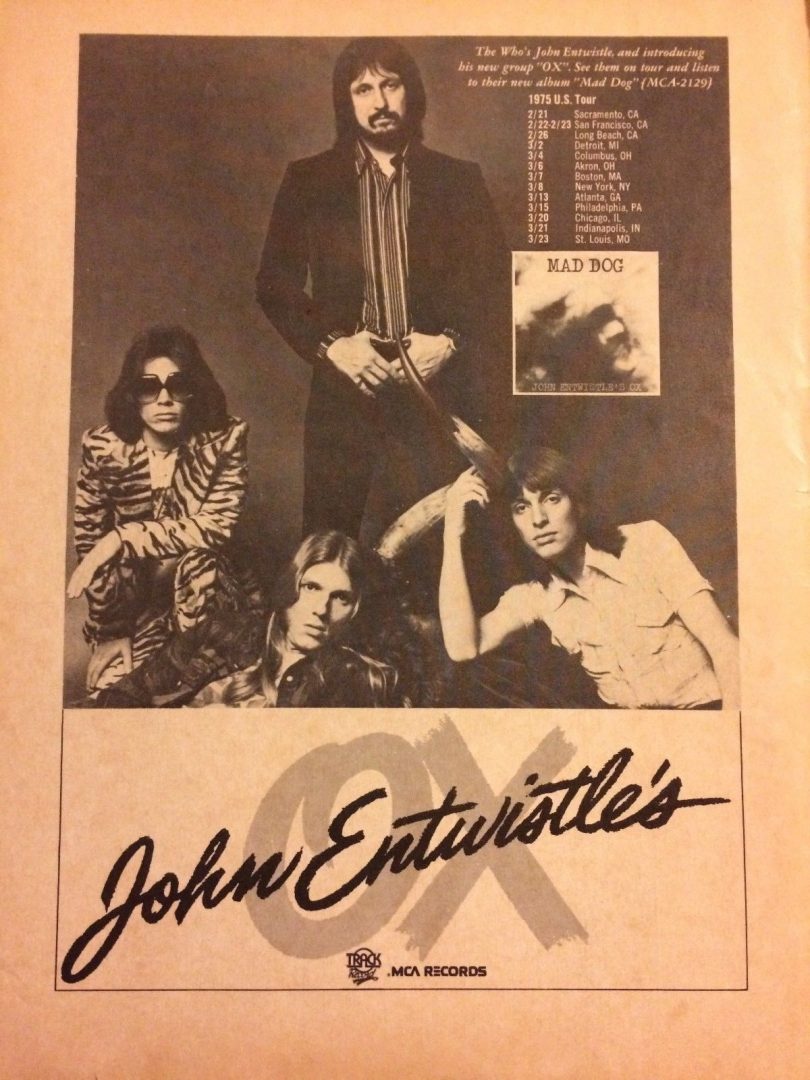 The Who's John Entwistle, and introducing
his new group "OX". See them on tour and listen
to their new album "Mad Dog" {MCA-2129}
1975 U.S. Tour
2/21 Sacramento, CA
2/22-2/23 San Francisco, CA
2/26 Long Beach, CA
3/2 Detroit, MI
3/4 Columbus, OH
3/6 Akron, OH
3/7 Boston, MA
3/8 New York, NY
3/13 Atlanta, GA
3/15 Philadelphia, PA
3/20 Chicago, IL
3/21 Indianapolis, IN
3/23 St. Louis, MO
MAD DOG
JOHN ENTWISTLE'S OX
John Entwistle's
OX
TRACK
Record
MCA RECORDS